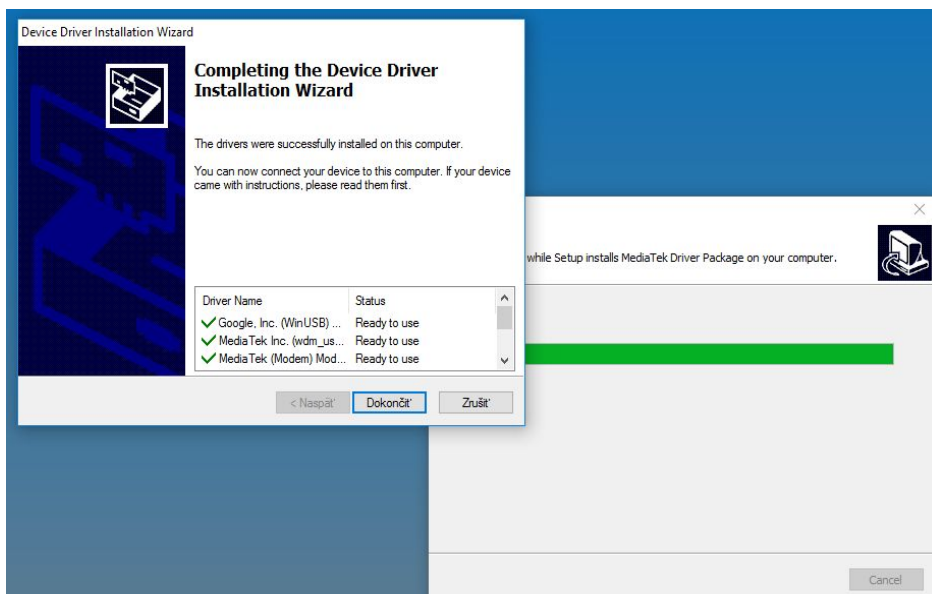 Device Driver Installation Wizard
Completing the Device Driver
Installation Wizard
The drivers were successfully installed on this computer.
You can now connect your device to this computer. If your device
came with instructions, please read them first.
Driver Name Status
Google, Inc. (WinUSB) ... Ready to use
MediaTek Inc. (wdm_us... Ready to use
MediaTek (Modem) Mod... Ready to use
< Naspäť Dokončiť Zrušiť
while Setup installs MediaTek Driver Package on your computer.
Cancel